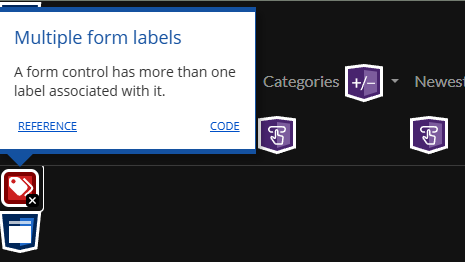 Multiple form labels
A form control has more than one
label associated with it.
REFERENCE CODE
Categories +/− Newest